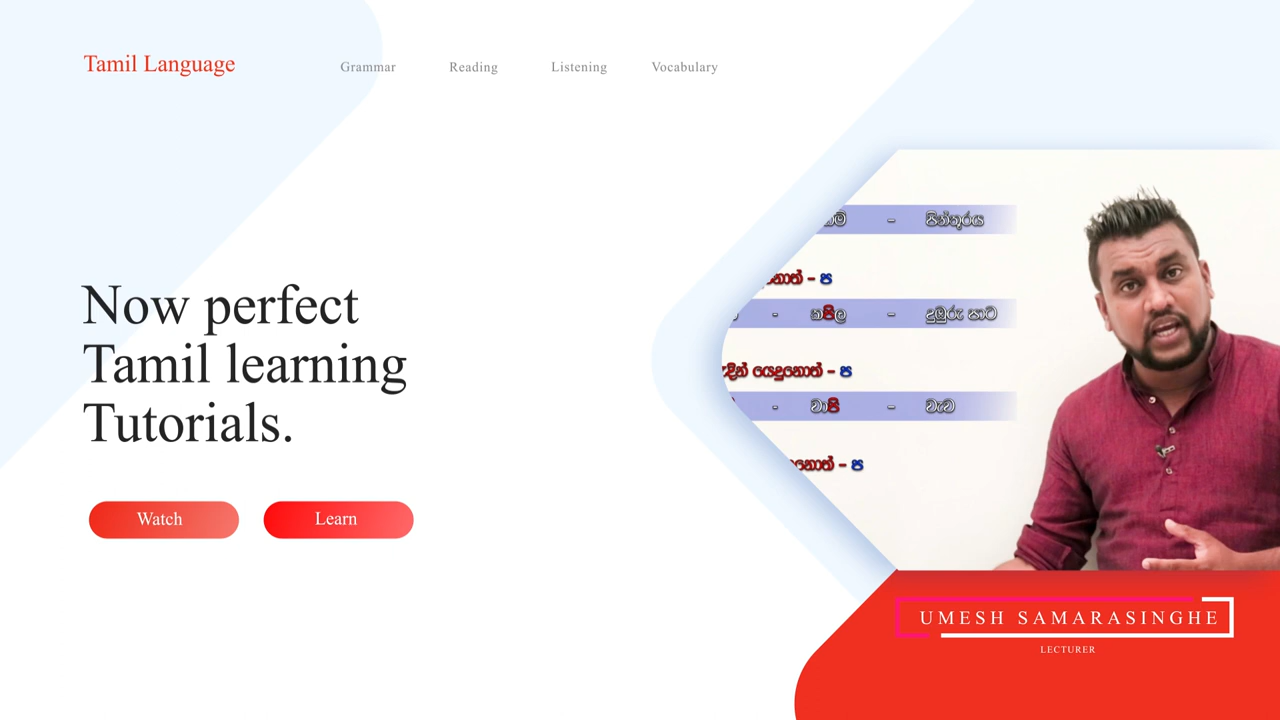 Tamil Language
Grammar Reading Listening Vocabulary
Now perfect
Tamil learning
Tutorials.
Watch Learn
- පින්තූරය
- ප
- කපිල - දුඹුරු පාට
යෙදුනොත් - ප
- වාපි - වැව
- ප
UMESH SAMARASINGHE
LECTURER